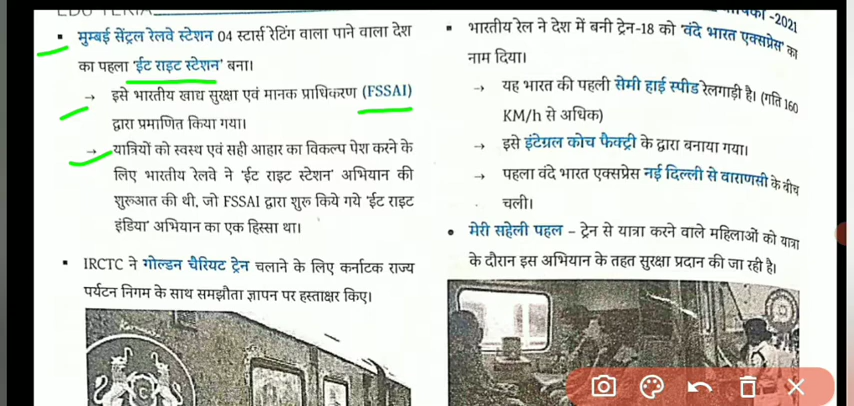 EDU TERIA
▪ मुम्बई सेंट्रल रेलवे स्टेशन 04 स्टार्स रेटिंग वाला पाने वाला देश
का पहला ‘ईट राइट स्टेशन’ बना।
→ इसे भारतीय खाद्य सुरक्षा एवं मानक प्राधिकरण (FSSAI)
द्वारा प्रमाणित किया गया।
→ यात्रियों को स्वस्थ एवं सही आहार का विकल्प पेश करने के
लिए भारतीय रेलवे ने ‘ईट राइट स्टेशन’ अभियान की
शुरूआत की थी, जो FSSAI द्वारा शुरू किये गये ‘ईट राइट
इंडिया’ अभियान का एक हिस्सा था।
▪ IRCTC ने गोल्डन चैरियट ट्रेन चलाने के लिए कर्नाटक राज्य
पर्यटन निगम के साथ समझौता ज्ञापन पर हस्ताक्षर किए।
-2021
▪ भारतीय रेल ने देश में बनी ट्रेन-18 को ‘वंदे भारत एक्सप्रेस’ का
नाम दिया।
→ यह भारत की पहली सेमी हाई स्पीड रेलगाड़ी है। (गति 160
KM/h से अधिक)
→ इसे इंटेग्रल कोच फैक्ट्री के द्वारा बनाया गया।
→ पहला वंदे भारत एक्सप्रेस नई दिल्ली से वाराणसी के बीच
चली।
• मेरी सहेली पहल – ट्रेन से यात्रा करने वाले महिलाओं को यात्रा
के दौरान इस अभियान के तहत सुरक्षा प्रदान की जा रही है।